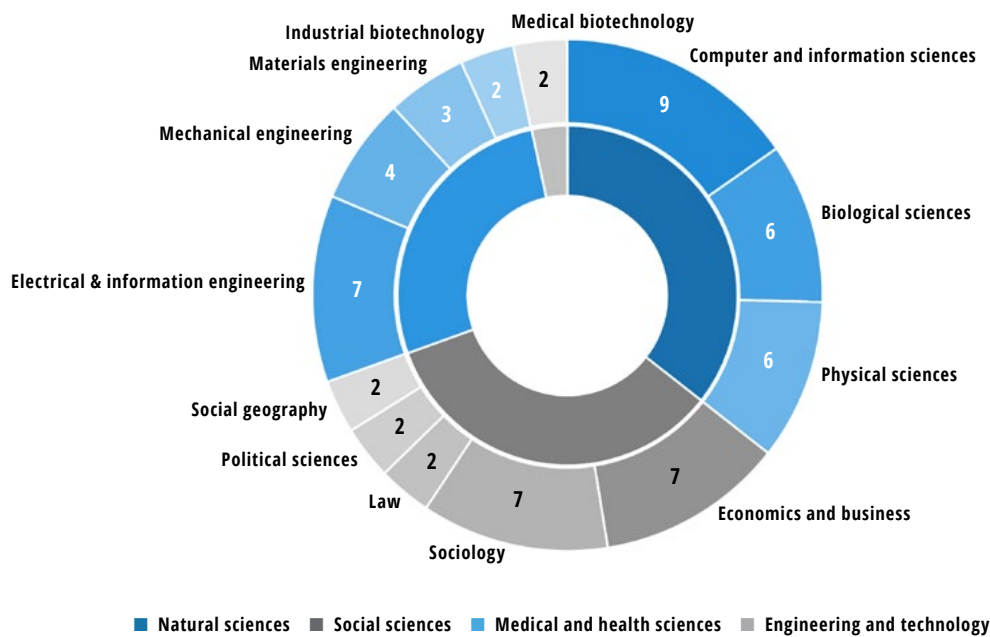 Medical biotechnology
Industrial biotechnology
Computer and information sciences
Materials engineering
2
2
9
3
Mechanical engineering
4
Biological sciences
6
Electrical & information engineering
7
6
Physical sciences
2
Social geography
2
Political sciences
2
7
7
Law
Economics and business
Sociology
Natural sciences Social sciences Medical and health sciences Engineering and technology